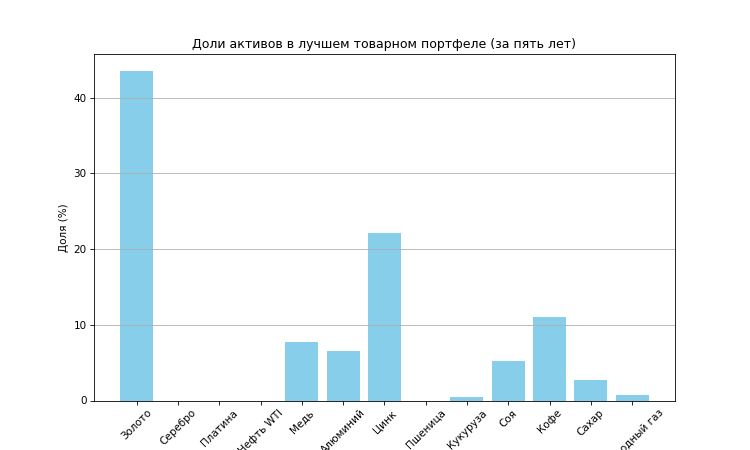 Доли активов в лучшем товарном портфеле (за пять лет)
Доля (%)
40
30
20
10
0
Золото
Серебро
Платина
Нефть WTI
Медь
Алюминий
Цинк
Пшеница
Кукуруза
Соя
Кофе
Сахар
одный газ